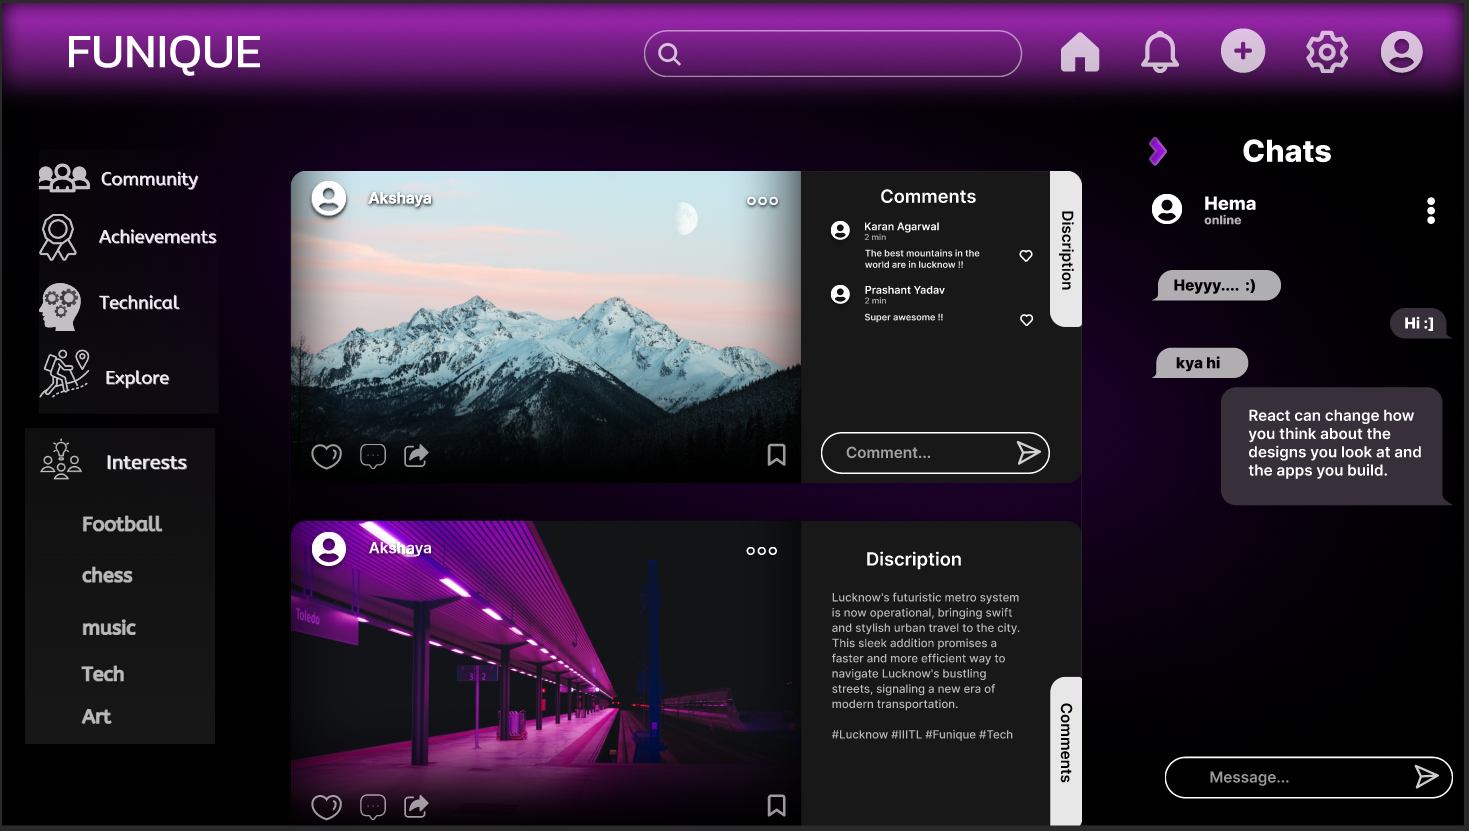 FUNIQUE
Community
Achievements
Technical
Explore
Interests
Football
chess
music
Tech
Art
Akshaya
Comments
Karan Agarwal
2 min
The best mountains in the
world are in lucknow !!
Prashant Yadav
2 min
Super awesome !!
Comment...
Discription
Akshaya
Toledo
3 2
Discription
Lucknow's futuristic metro system
is now operational, bringing swift
and stylish urban travel to the city.
This sleek addition promises a
faster and more efficient way to
navigate Lucknow's bustling
streets, signaling a new era of
modern transportation.
#Lucknow #IIITL #Funique #Tech
Comments
Chats
Hema
online
Heyyy.... :)
Hi :]
kya hi
React can change how
you think about the
designs you look at and
the apps you build.
Message...